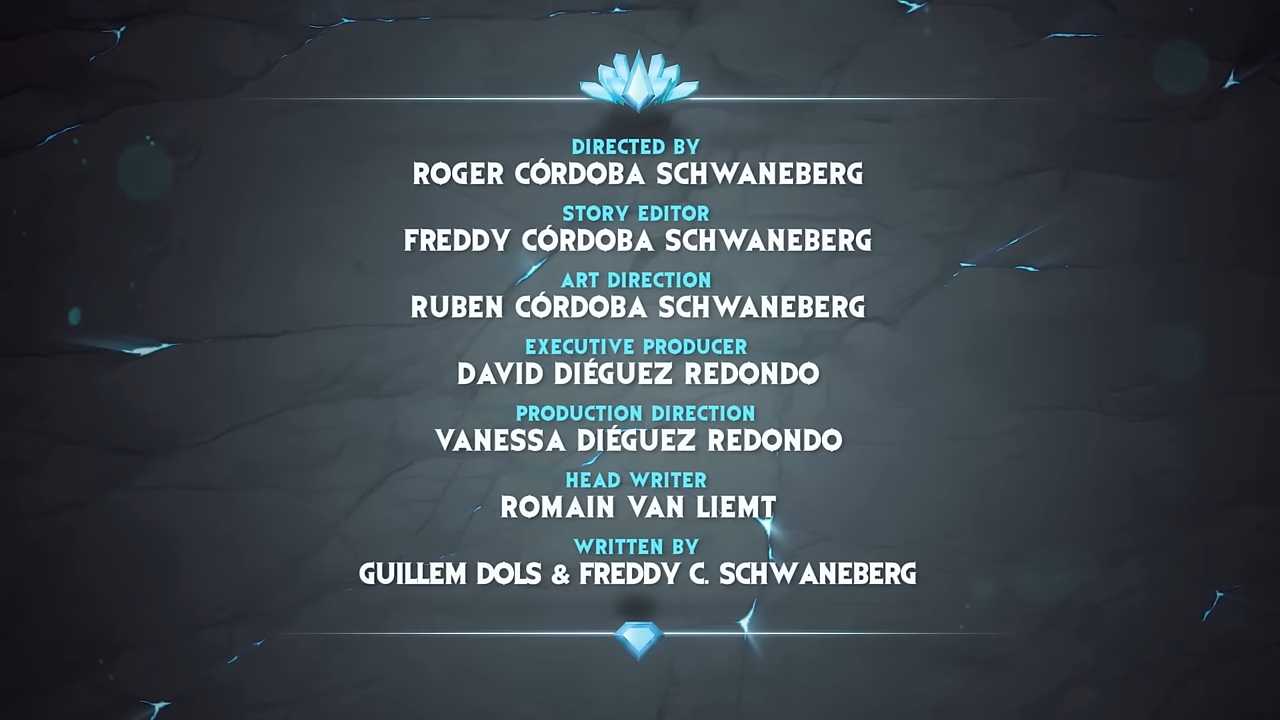 DIRECTED BY
ROGER CÓRDOBA SCHWANEBERG
STORY EDITOR
FREDDY CÓRDOBA SCHWANEBERG
ART DIRECTION
RUBEN CÓRDOBA SCHWANEBERG
EXECUTIVE PRODUCER
DAVID DIÉGUEZ REDONDO
PRODUCTION DIRECTION
VANESSA DIÉGUEZ REDONDO
HEAD WRITER
ROMAIN VAN LIEMT
WRITTEN BY
GUILLEM DOLS & FREDDY C. SCHWANEBERG